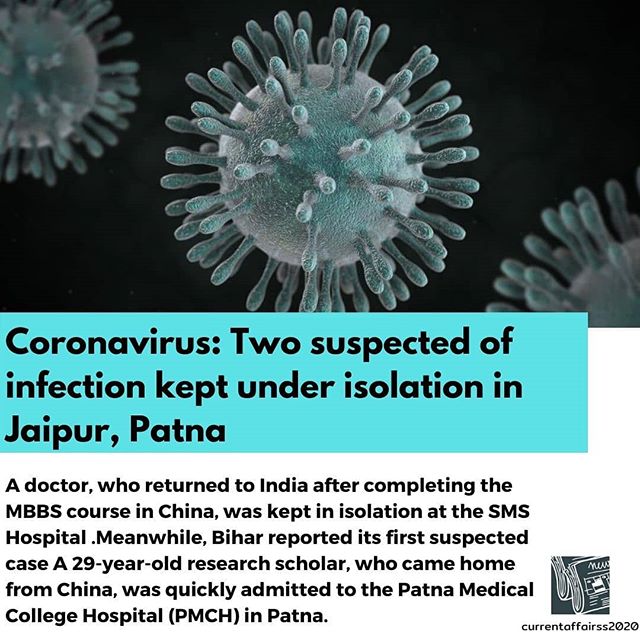 Coronavirus: Two suspected of
infection kept under isolation in
Jaipur, Patna
A doctor, who returned to India after completing the
MBBS course in China, was kept in isolation at the SMS
Hospital .Meanwhile, Bihar reported its first suspected
case A 29-year-old research scholar, who came home
from China, was quickly admitted to the Patna Medical
College Hospital (PMCH) in Patna.
news
currentaffairss2020